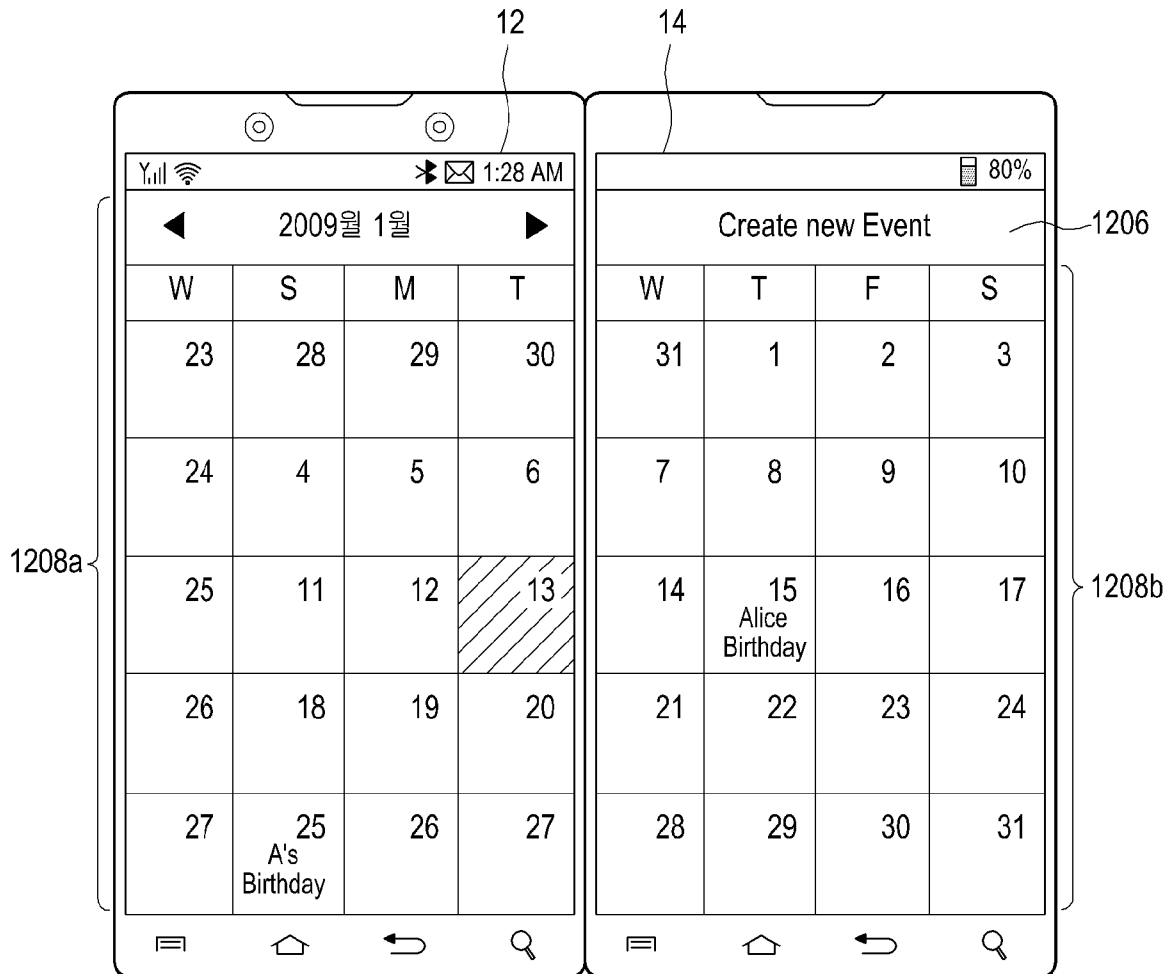 12 14
1:28 AM 80%
2009월 1월 Create new Event 1206
W S M T W T F S
23 28 29 30 31 1 2 3
24 4 5 6 7 8 9 10
1208a 25 11 12 13 14 15 16 17 1208b
Alice
Birthday
26 18 19 20 21 22 23 24
27 25 26 27 28 29 30 31
A's
Birthday